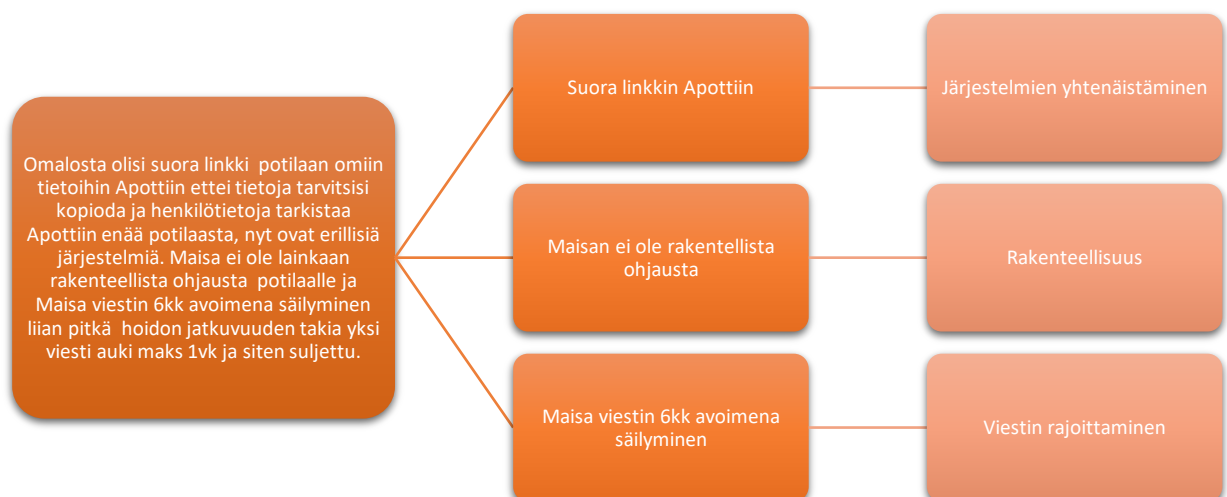 Omalosta olisi suora linkki potilaan omiin
tietoihin Apottiin ettei tietoja tarvitsisi
kopioda ja henkilötietoja tarkistaa
Apottiin enää potilaasta, nyt ovat erillisiä
järjestelmiä. Maisa ei ole lainkaan
rakenteellista ohjausta potilaalle ja
Maisa viestin 6kk avoimena säilyminen
liian pitkä hoidon jatkuvuuden takia yksi
viesti auki maks 1vk ja siten suljettu.
Suora linkkin Apottiin
Järjestelmien yhtenäistäminen
Maisan ei ole rakentellista
ohjausta
Rakenteellisuus
Maisa viestin 6kk avoimena
säilyminen
Viestin rajoittaminen